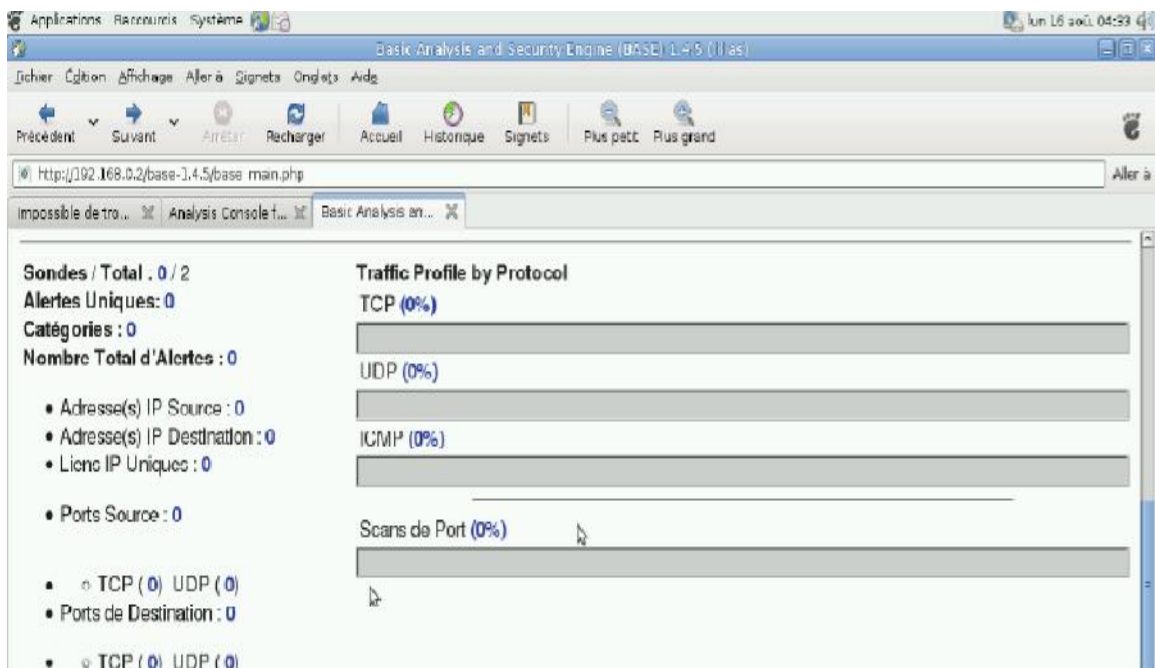 Applications Raccourcis Système
lun 16 aoû, 04:33
Basic Analysis and Security Engine (BASE) 1.4.5 (lilas)
Fichier Édition Affichage Aller à Signets Onglets Aide
Précédent Suivant Arrêter Recharger Accueil Historique Signets Plus petit Plus grand
http://192.168.0.2/base-1.4.5/base_main.php
Aller à
Impossible de tro... Analysis Console f... Basic Analysis an...
Sondes / Total : 0 / 2
Alertes Uniques: 0
Catégories : 0
Nombre Total d'Alertes : 0
• Adresse(s) IP Source : 0
• Adresse(s) IP Destination : 0
• Liens IP Uniques : 0
• Ports Source : 0
• ○ TCP ( 0) UDP ( 0)
• Ports de Destination : 0
• ○ TCP ( 0) UDP ( 0)
Traffic Profile by Protocol
TCP (0%)
UDP (0%)
ICMP (0%)
Scans de Port (0%)